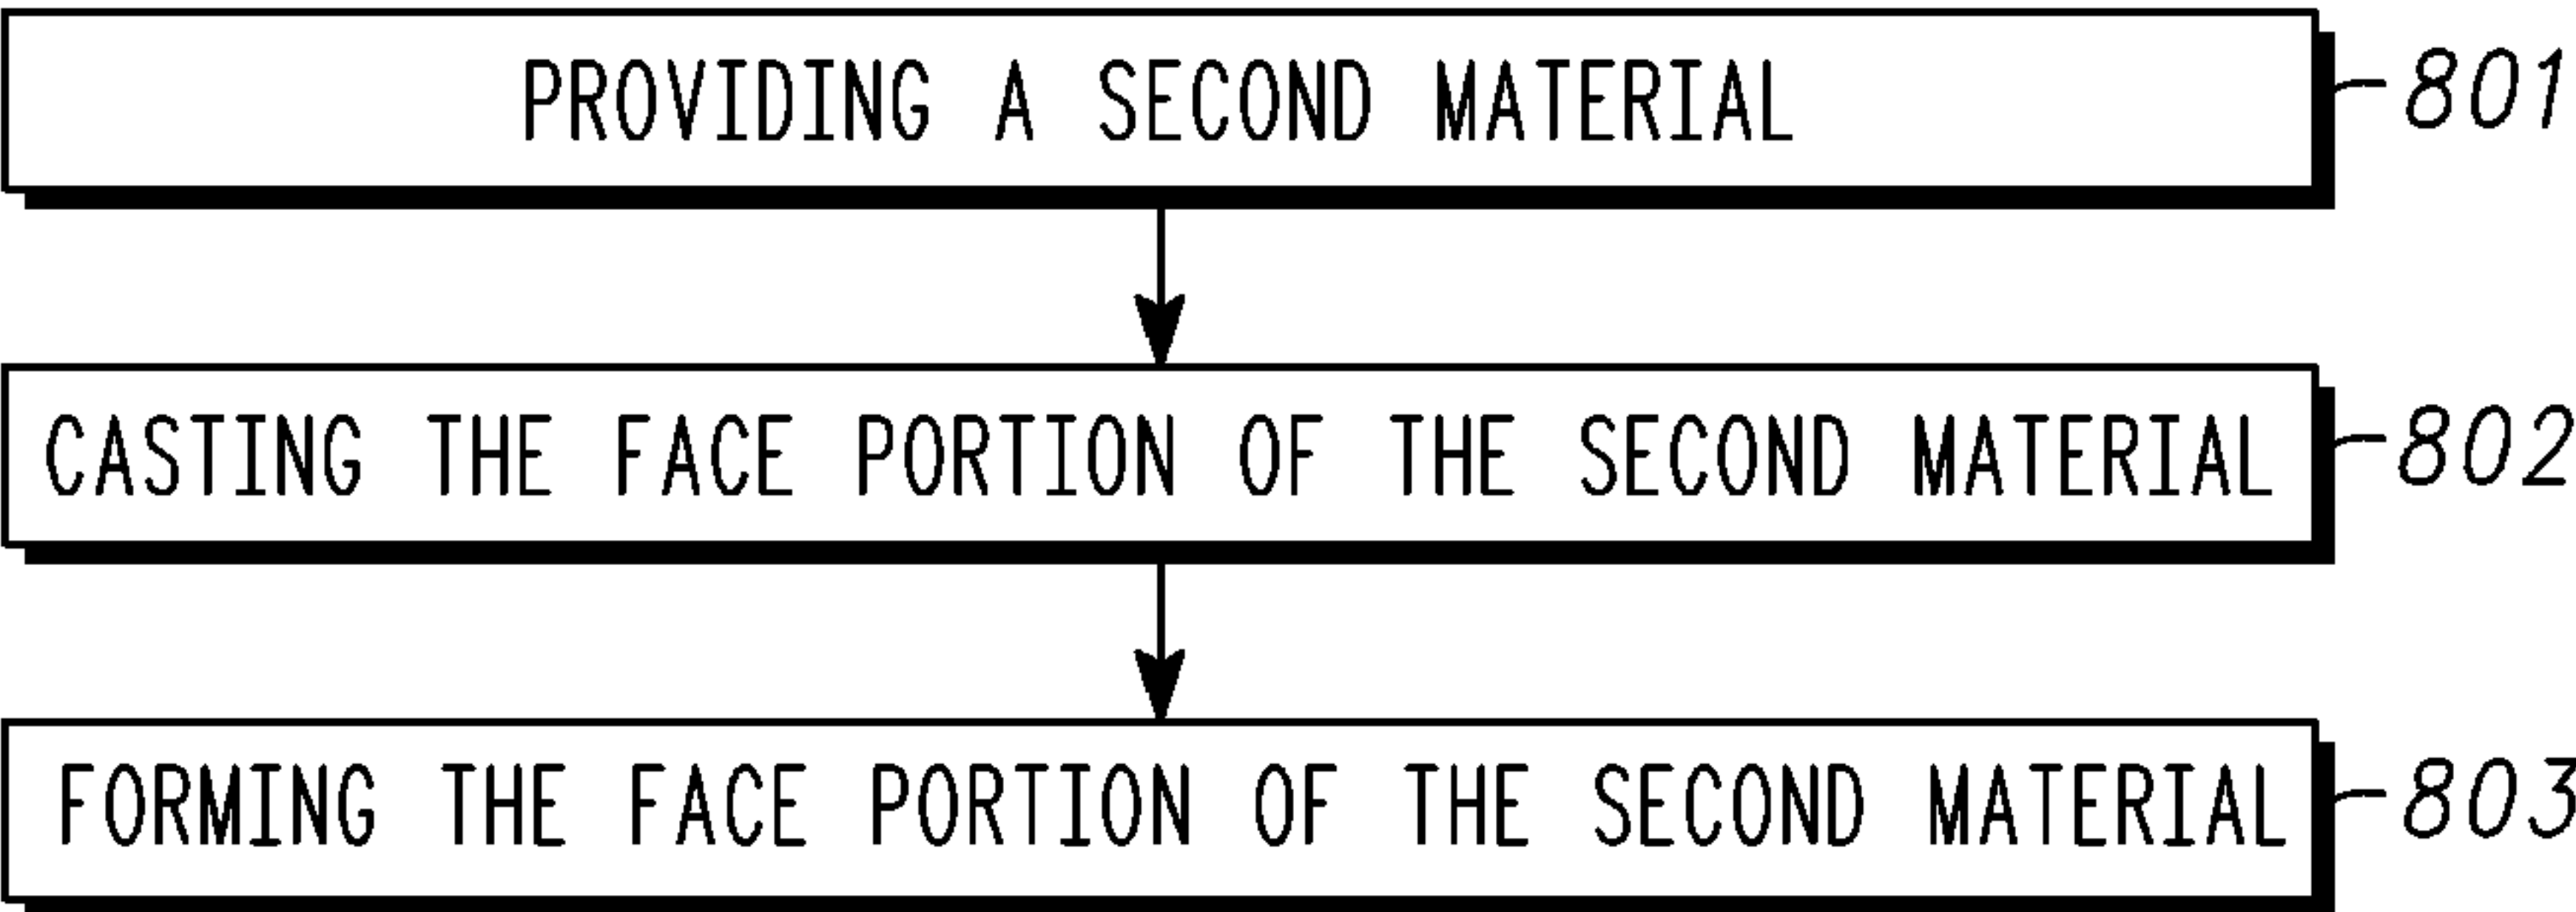 PROVIDING A SECOND MATERIAL 801
CASTING THE FACE PORTION OF THE SECOND MATERIAL 802
FORMING THE FACE PORTION OF THE SECOND MATERIAL 803